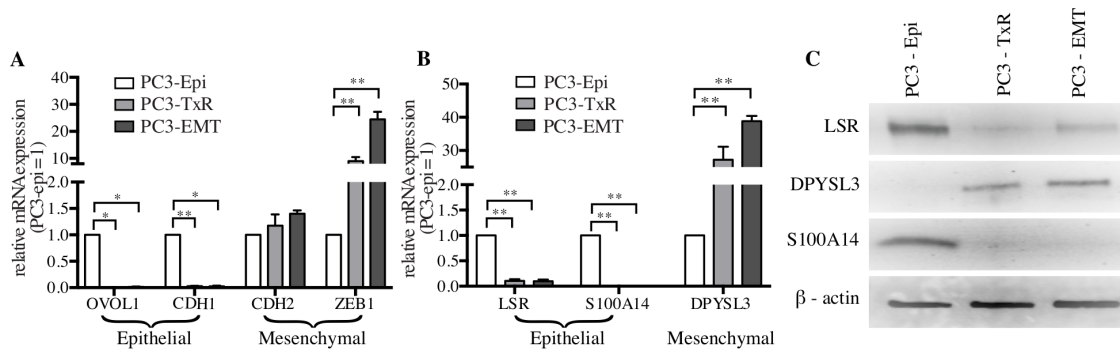 A
relative mRNAexpression
(PC3-epi=1)
40
30
20
10
2.0
1.5
1.0
0.5
0.0
PC3-Epi
PC3-TxR
PC3-EMT
*
*
*
**
**
**
OVOL1
CDH1
CDH2
ZEB1
Epithelial
Mesenchymal
B
relative mRNAexpression
(PC3-epi=1)
50
40
30
2.0
1.5
1.0
0.5
0.0
PC3-Epi
PC3-TxR
PC3-EMT
**
**
**
**
**
**
LSR
S100A14
DPYSL3
Epithelial
Mesenchymal
C
PC3 - Epi
PC3 - TxR
PC3 - EMT
LSR
DPYSL3
S100A14
β - actin